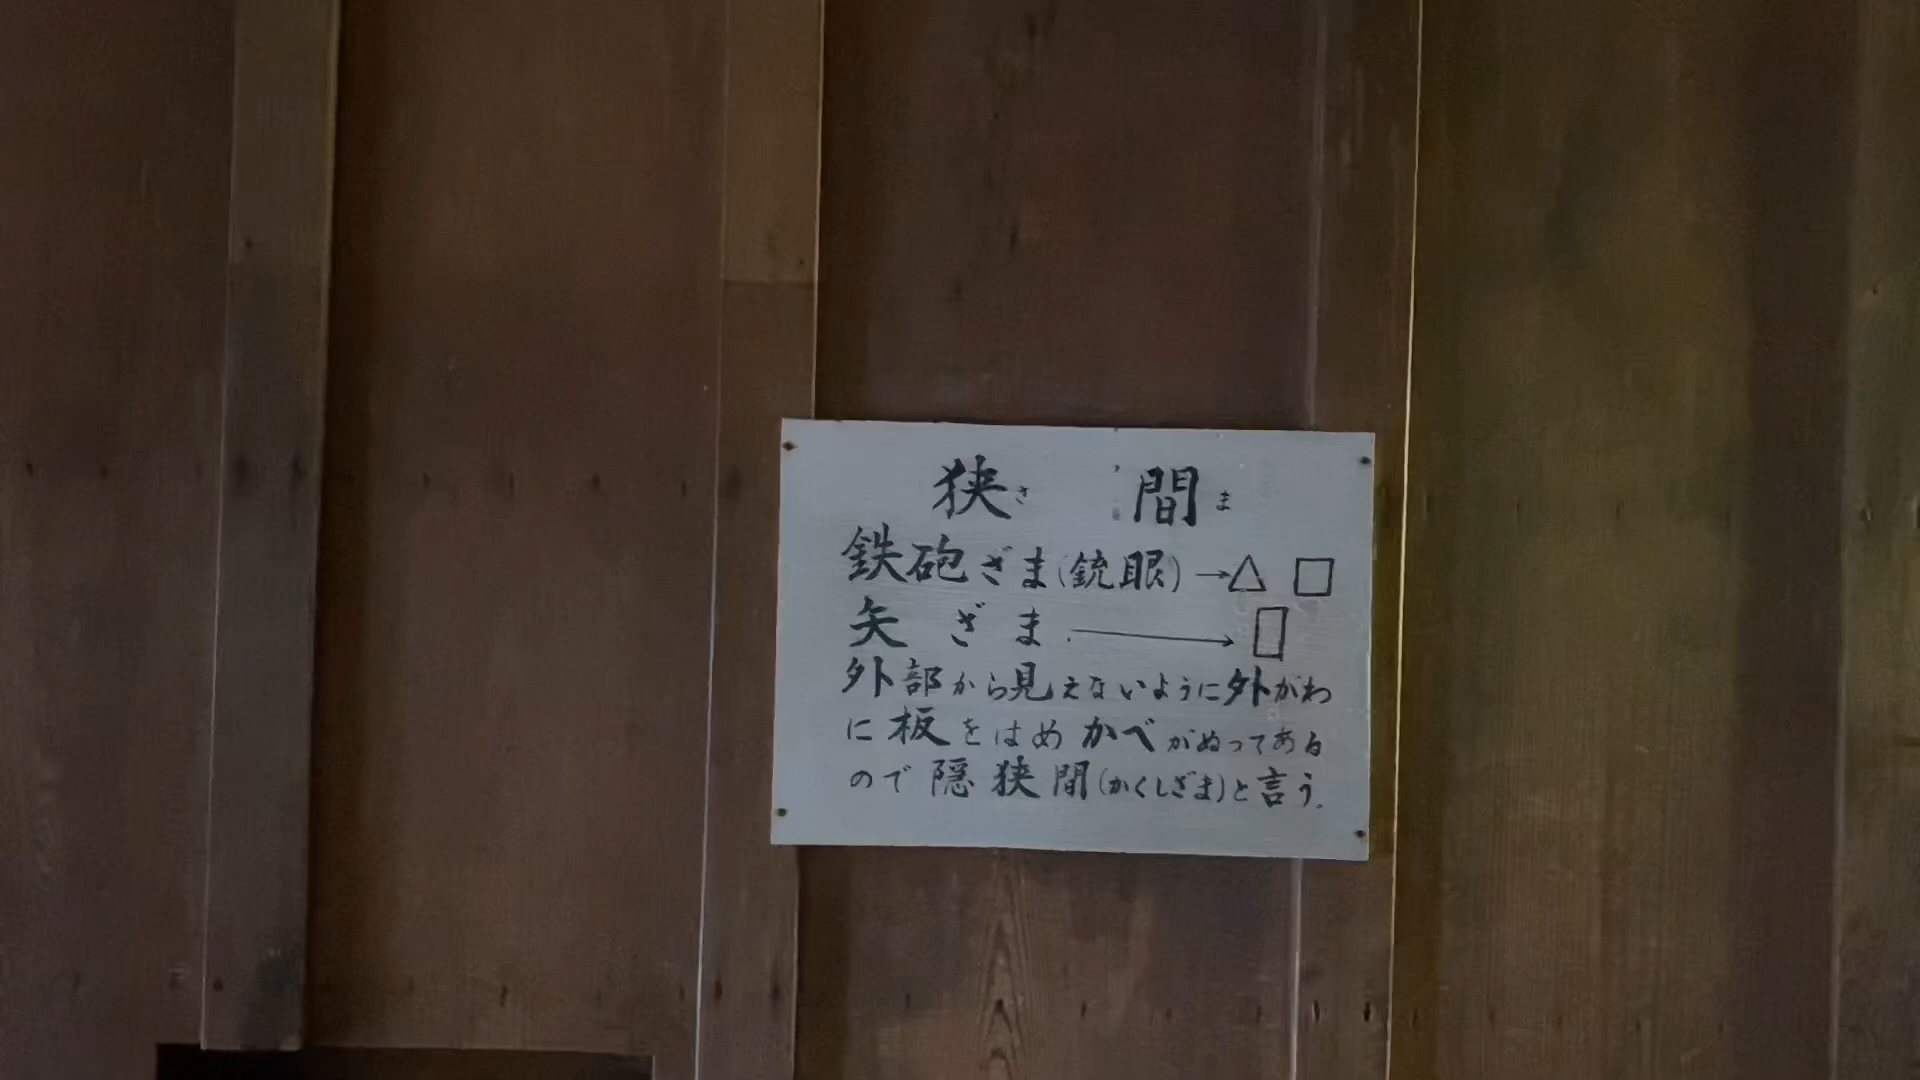 狭さ 間ま
鉄砲ざま(銃眼)→△ □
矢ざま→▯
外部から見えないように外がわ
に板をはめかべがぬってある
ので隠狭間(かくしざま)と言う.